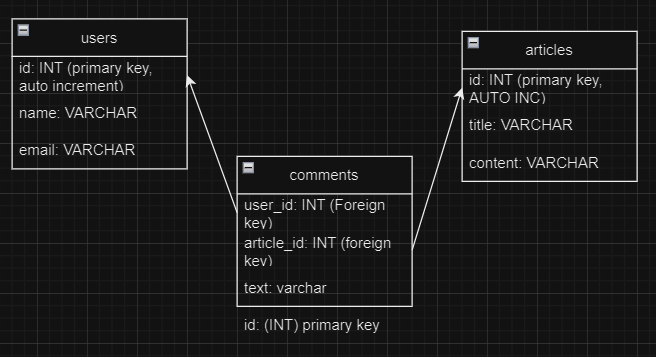 users
id: INT (primary key,
auto increment)
name: VARCHAR
email: VARCHAR
articles
id: INT (primary key,
AUTO INC)
title: VARCHAR
content: VARCHAR
comments
user_id: INT (Foreign
key)
article_id: INT (foreign
key)
text: varchar
id: (INT) primary key